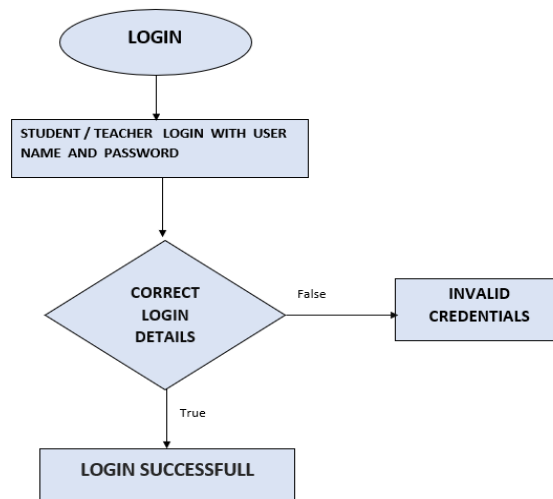 LOGIN
STUDENT / TEACHER LOGIN WITH USER
NAME AND PASSWORD
CORRECT
LOGIN
DETAILS
False
INVALID
CREDENTIALS
True
LOGIN SUCCESSFULL